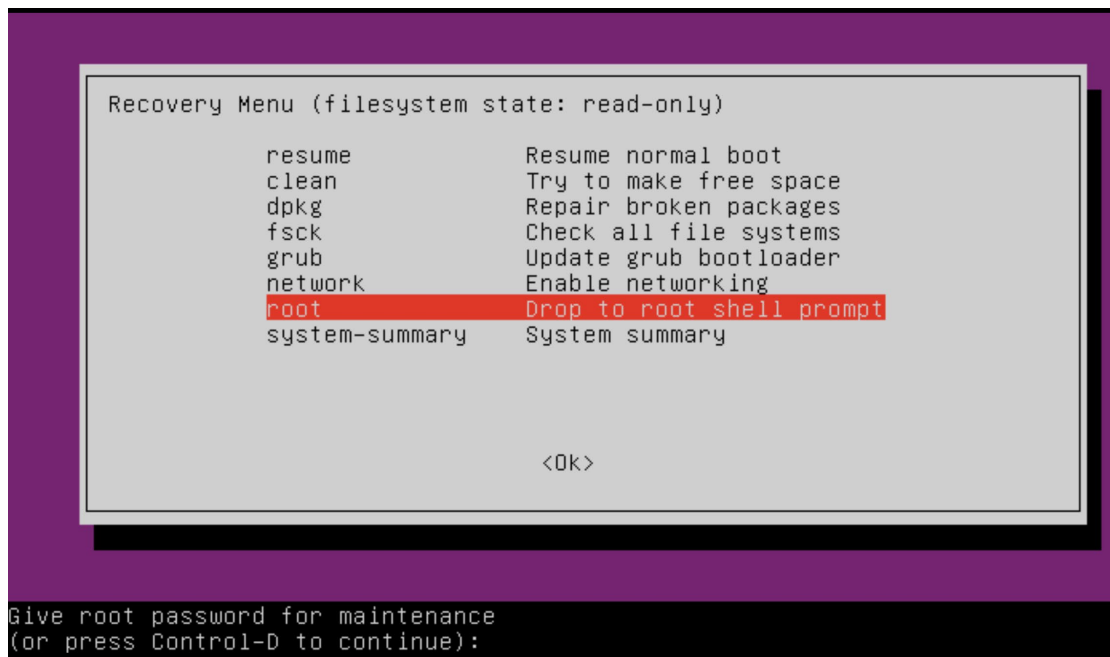 Recovery Menu (filesystem state: read-only)
resume Resume normal boot
clean Try to make free space
dpkg Repair broken packages
fsck Check all file systems
grub Update grub bootloader
network Enable networking
root Drop to root shell prompt
system-summary System summary
<Ok>
Give root password for maintenance
(or press Control-D to continue):